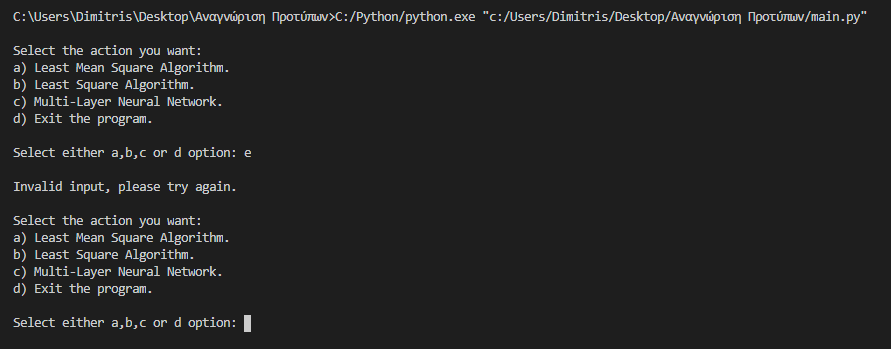 C:\Users\Dimitris\Desktop\Αναγνώριση Προτύπων>C:/Python/python.exe "c:/Users/Dimitris/Desktop/Αναγνώριση Προτύπων/main.py"
Select the action you want:
a) Least Mean Square Algorithm.
b) Least Square Algorithm.
c) Multi-Layer Neural Network.
d) Exit the program.
Select either a,b,c or d option: e
Invalid input, please try again.
Select the action you want:
a) Least Mean Square Algorithm.
b) Least Square Algorithm.
c) Multi-Layer Neural Network.
d) Exit the program.
Select either a,b,c or d option: